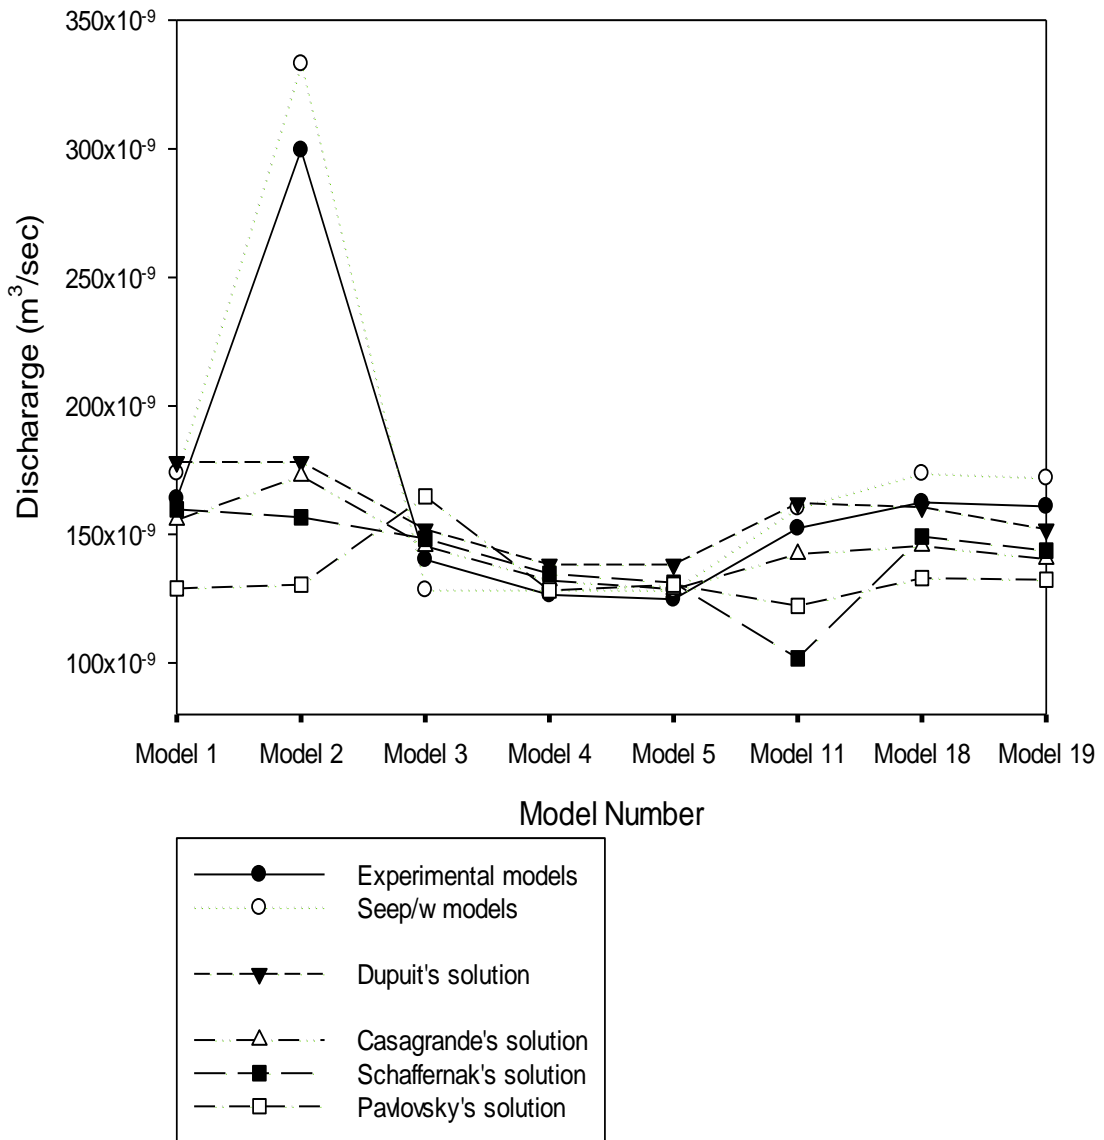 350x10-9
300x10-9
250x10-9
200x10-9
150x10-9
100x10-9
Dischararge (m3/sec)
Model 1 Model 2 Model 3 Model 4 Model 5 Model 11 Model 18 Model 19
Model Number
Experimental models
Seep/w models
Dupuit's solution
Casagrande's solution
Schaffernak's solution
Pavlovsky's solution